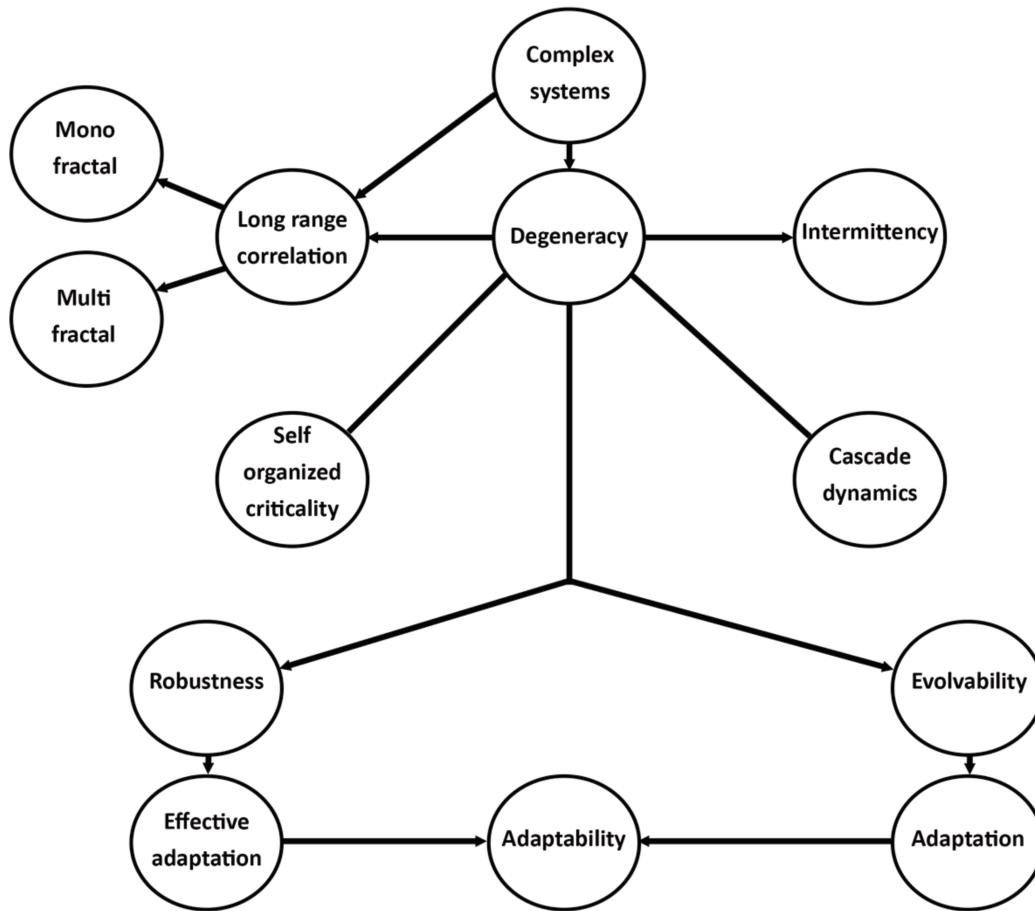 Complex
systems
Mono
fractal
Long range
correlation
Degeneracy
Intermittency
Multi
fractal
Self
organized
criticality
Cascade
dynamics
Robustness
Evolvability
Effective
adaptation
Adaptability
Adaptation